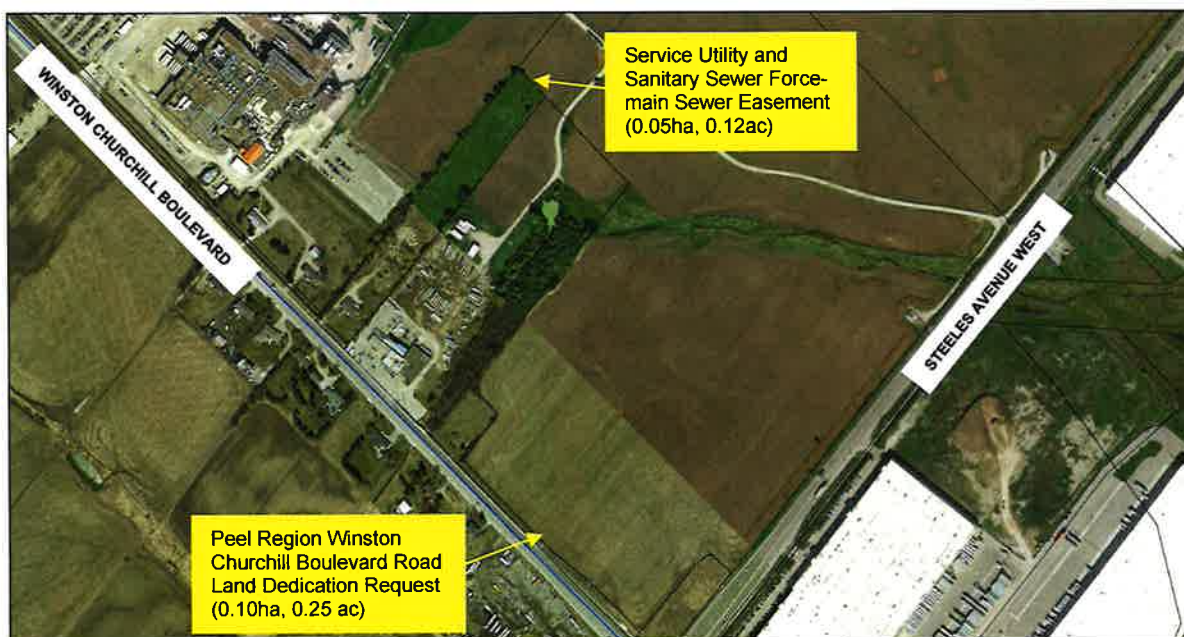 Service Utility and
Sanitary Sewer Force-
main Sewer Easement
(0.05ha, 0.12ac)
WINSTON CHURCHILL BOULEVARD
STEELES AVENUE WEST
Peel Region Winston
Churchill Boulevard Road
Land Dedication Request
(0.10ha, 0.25 ac)